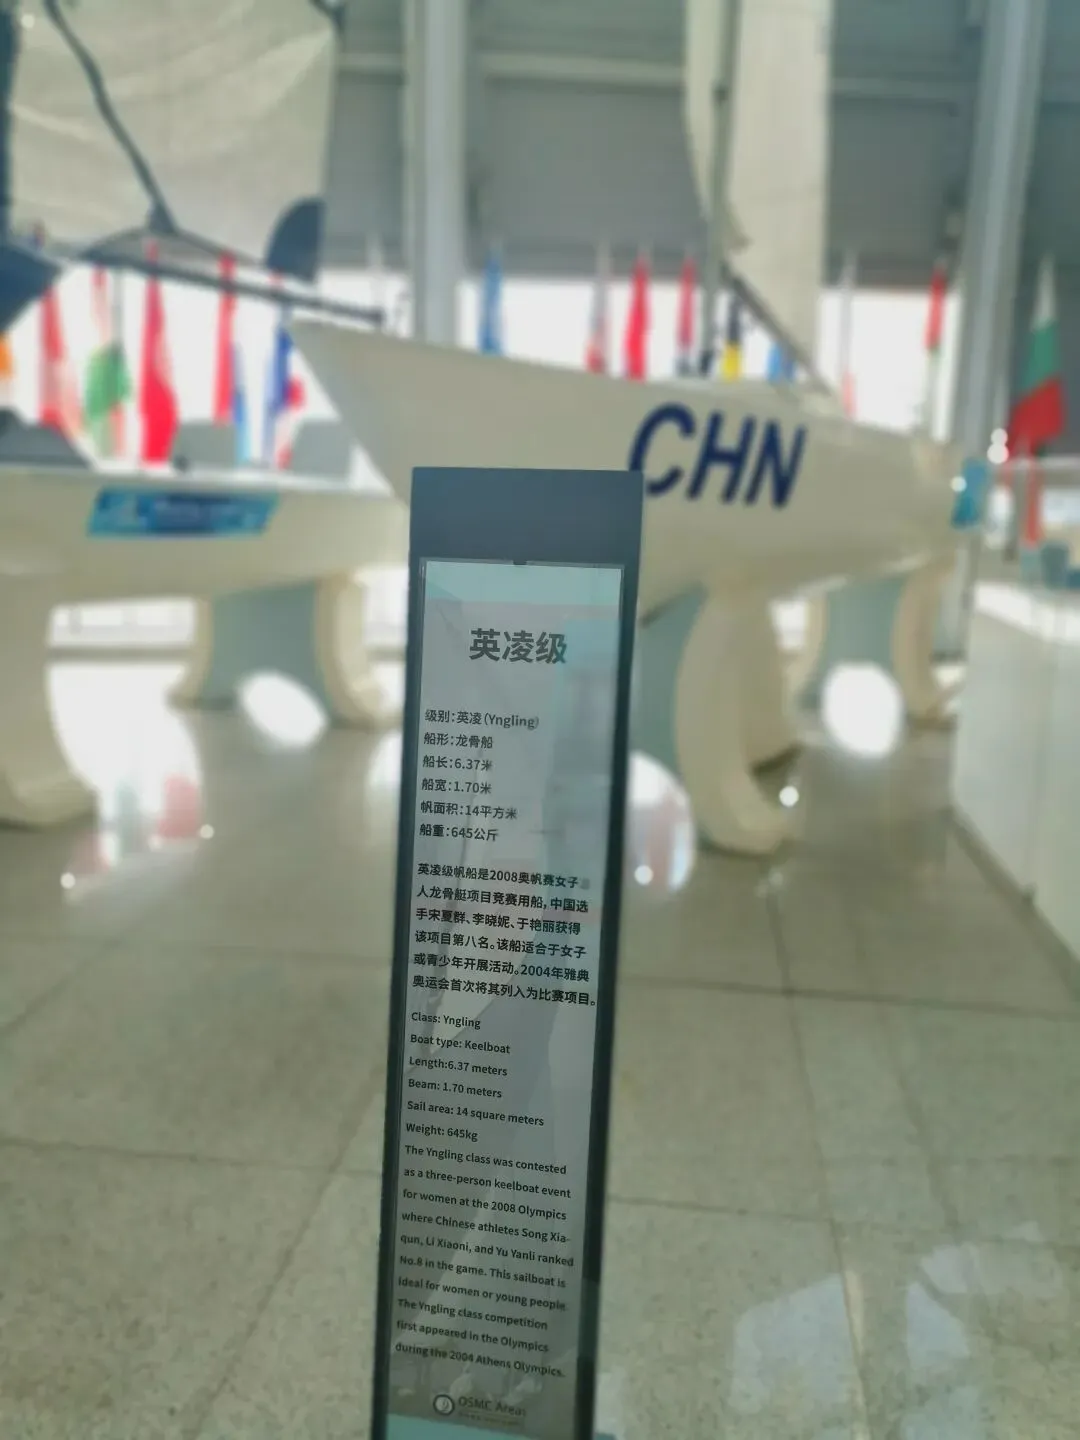 CHN
英凌级
级别：英凌（Yngling）
船形：龙骨船
船长：6.37米
船宽：1.70米
帆面积：14平方米
船重：645公斤
英凌级帆船是2008奥帆赛女子
人龙骨艇项目竞赛用船，中国选
手宋夏群、李晓妮、于艳丽获得
该项目第八名。该船适合于女子
或青少年开展活动。2004年雅典
奥运会首次将其列入为比赛项目。
Class: Yngling
Boat type: Keelboat
Length:6.37 meters
Beam: 1.70 meters
Sail area: 14 square meters
Weight: 645kg
The Yngling class was contested
as a three-person keelboat event
for women at the 2008 Olympics
where Chinese athletes Song Xia-
qun, Li Xiaoni, and Yu Yanli ranked
No.8 in the game. This sailboat is
ideal for women or young people.
The Yngling class competition
first appeared in the Olympics
during the 2004 Athens Olympics.
OSMC Areas